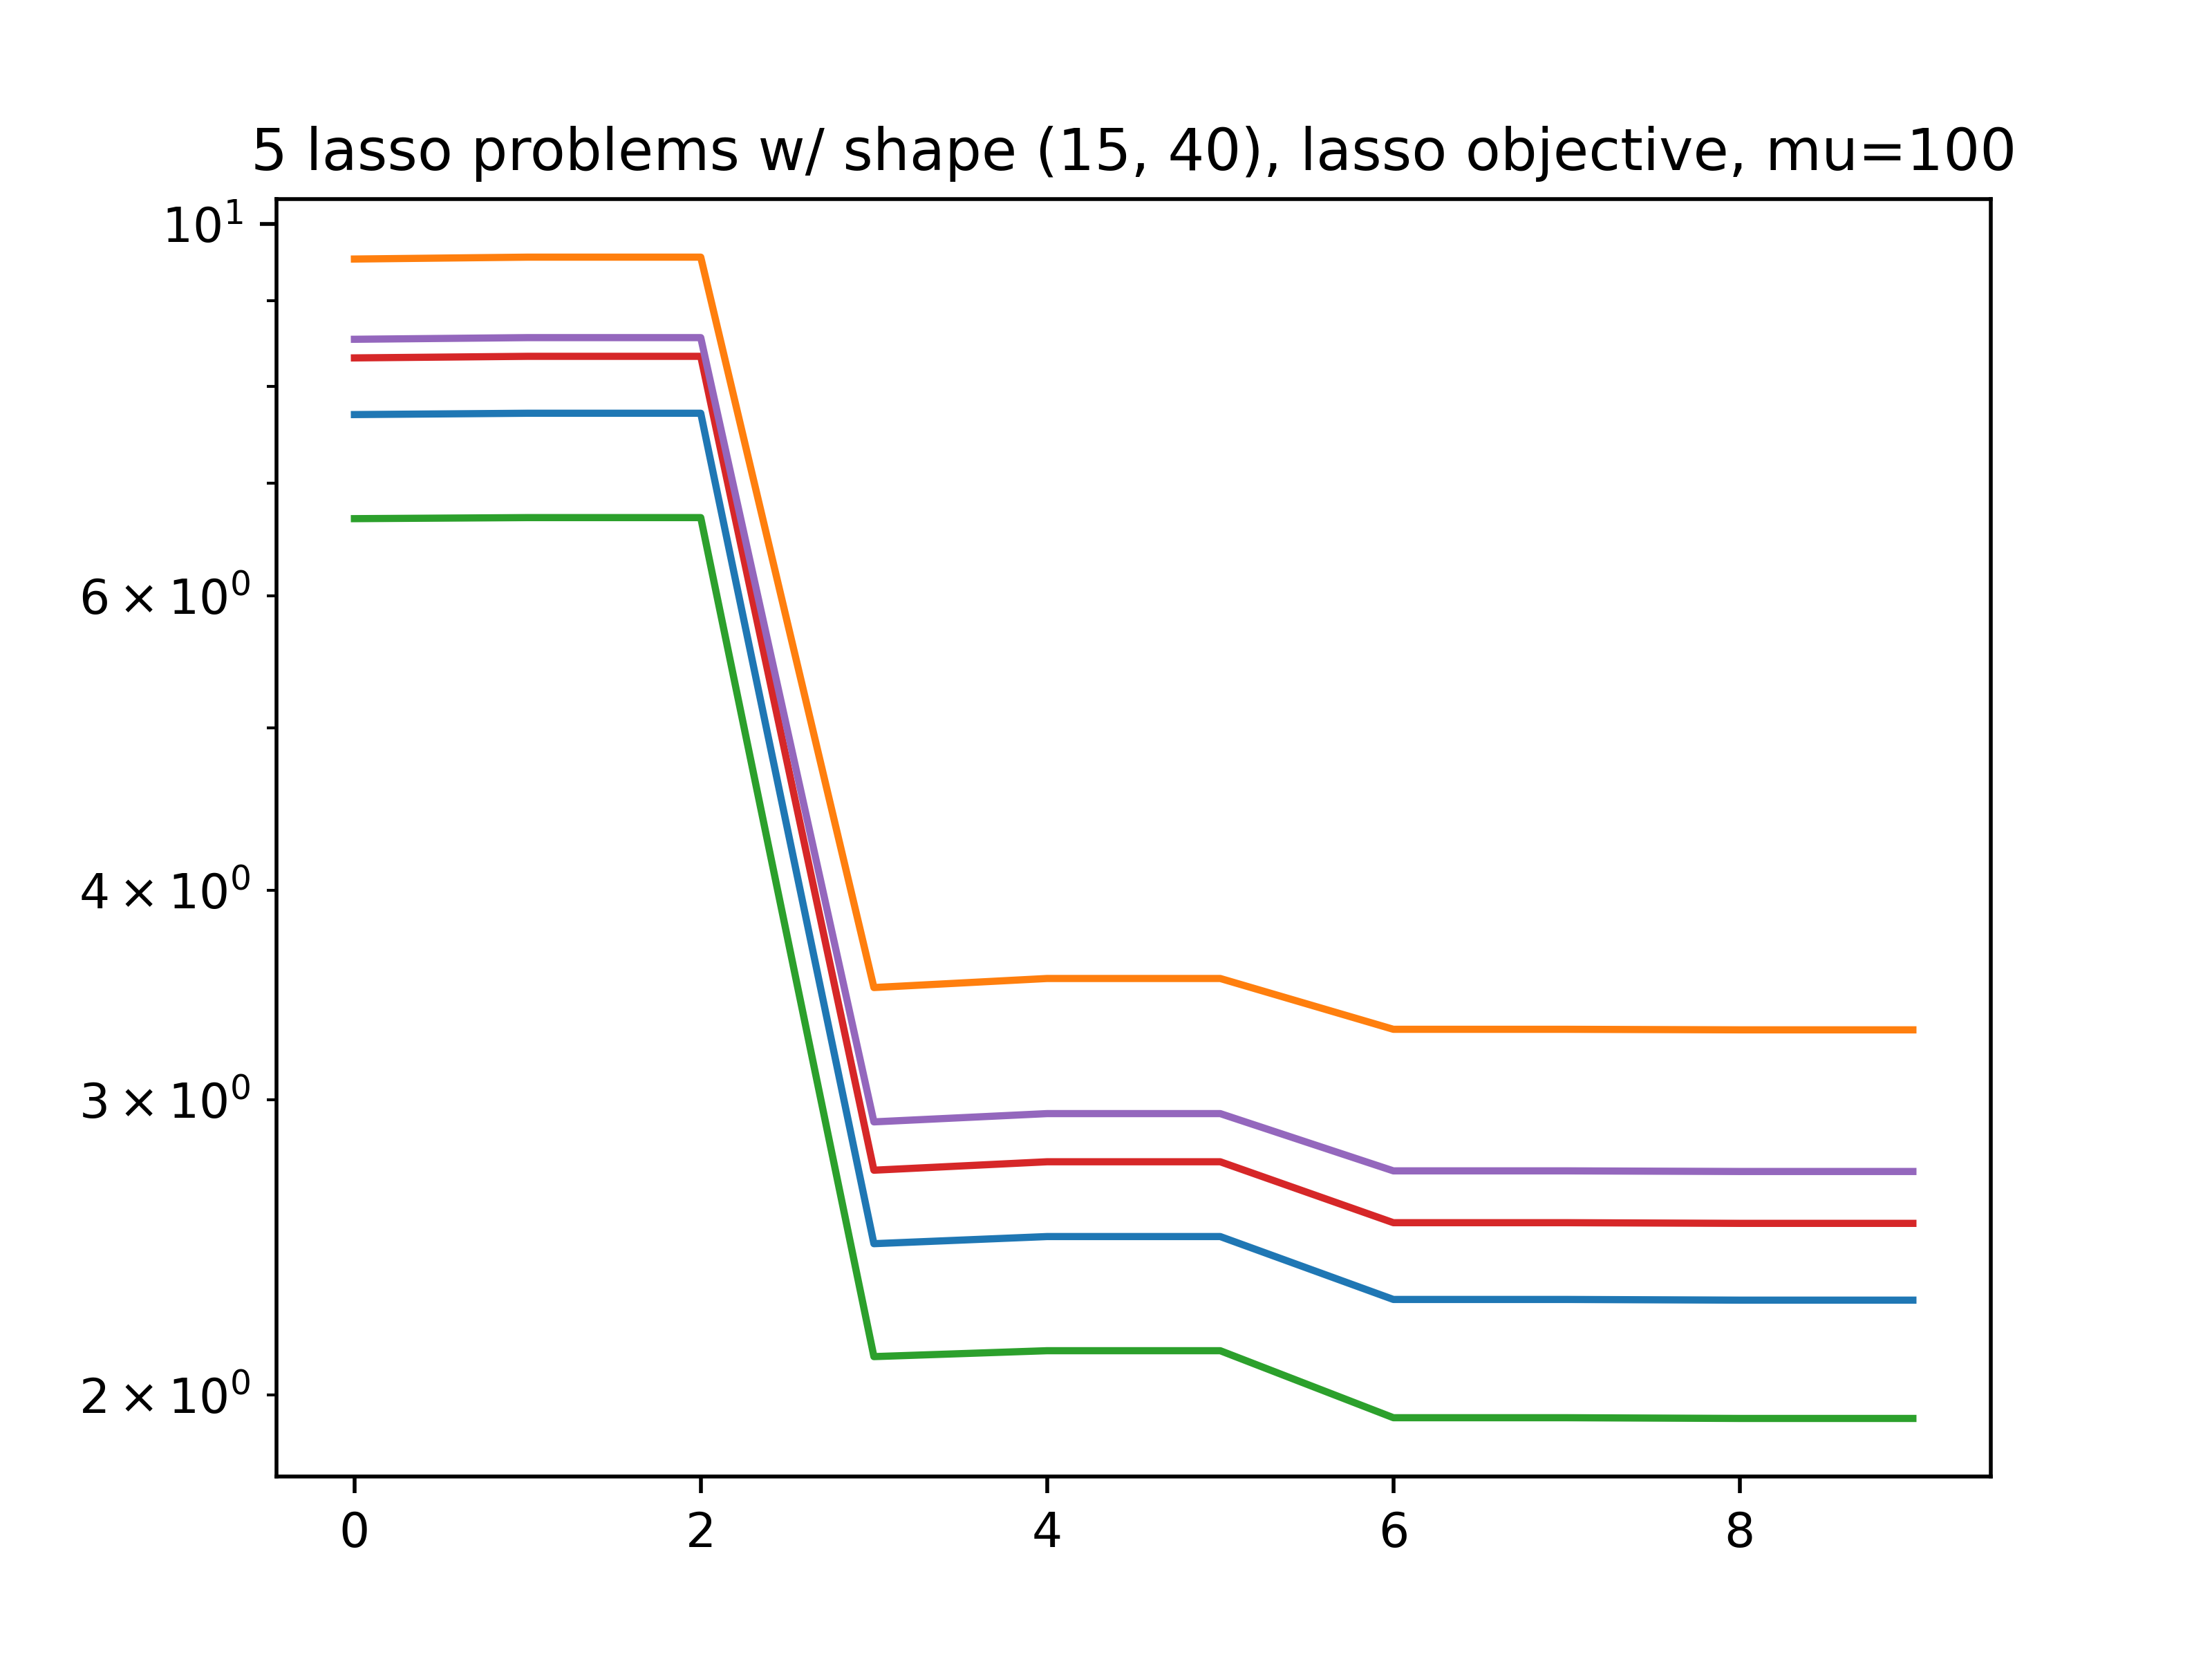 5 lasso problems w/ shape (15, 40), lasso objective, mu=100
10¹
6 × 10⁰
4 × 10⁰
3 × 10⁰
2 × 10⁰
0 2 4 6 8